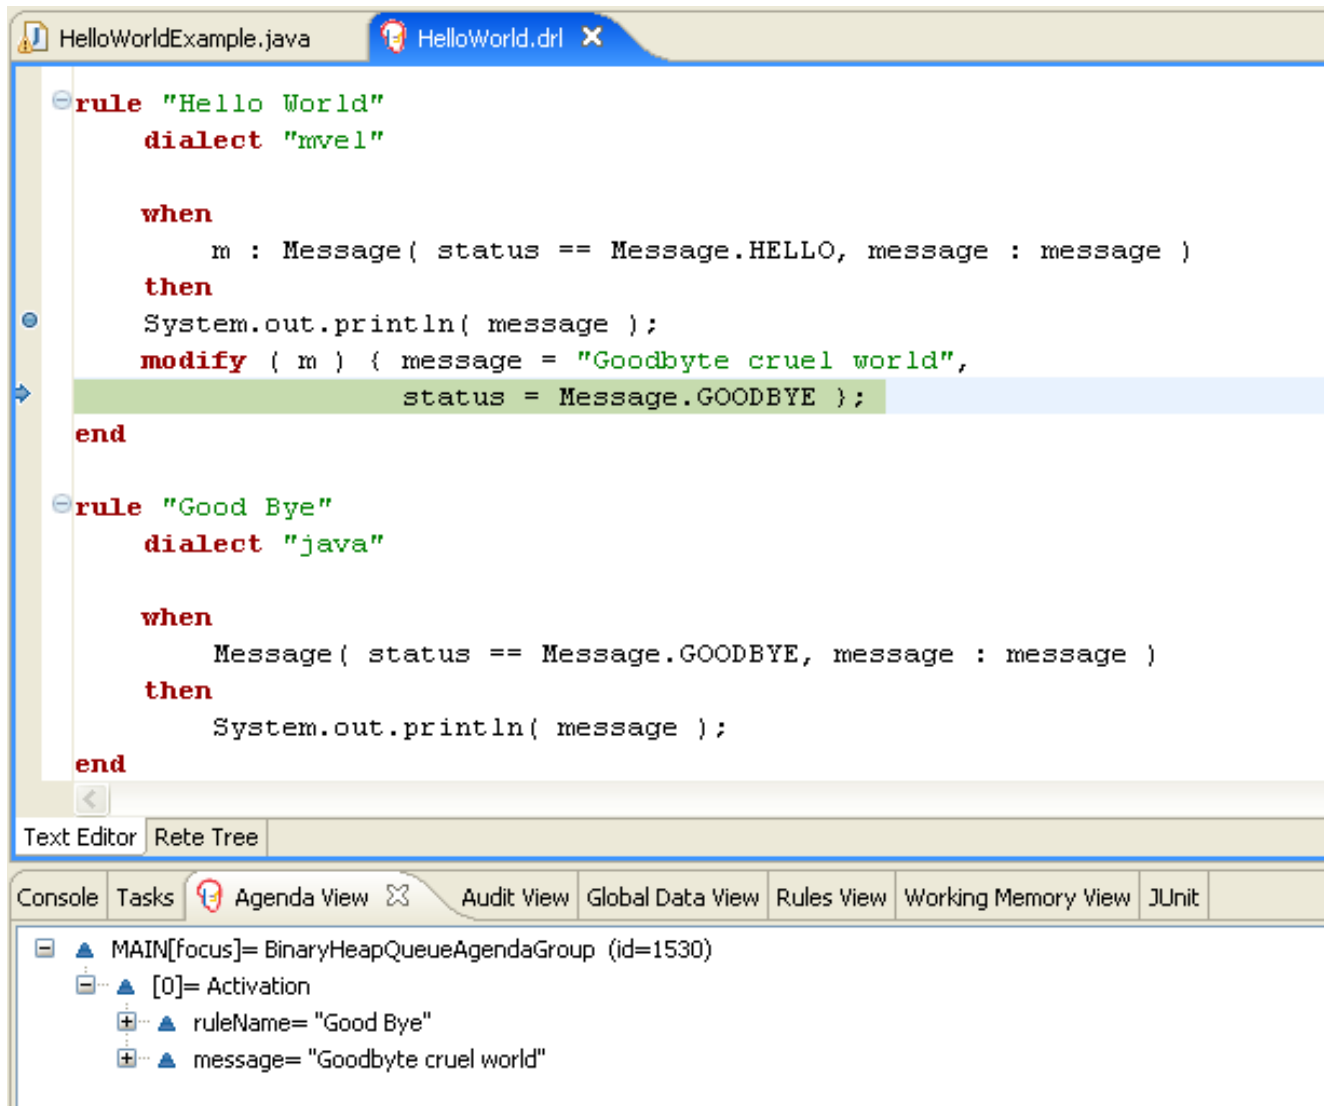 HelloWorldExample.java HelloWorld.drl
rule "Hello World"
dialect "mvel"
when
m : Message( status == Message.HELLO, message : message )
then
System.out.println( message );
modify ( m ) { message = "Goodbyte cruel world",
status = Message.GOODBYE };
end
rule "Good Bye"
dialect "java"
when
Message( status == Message.GOODBYE, message : message )
then
System.out.println( message );
end
Text Editor Rete Tree
Console Tasks Agenda View Audit View Global Data View Rules View Working Memory View JUnit
MAIN[focus]= BinaryHeapQueueAgendaGroup (id=1530)
[0]= Activation
ruleName= "Good Bye"
message= "Goodbyte cruel world"